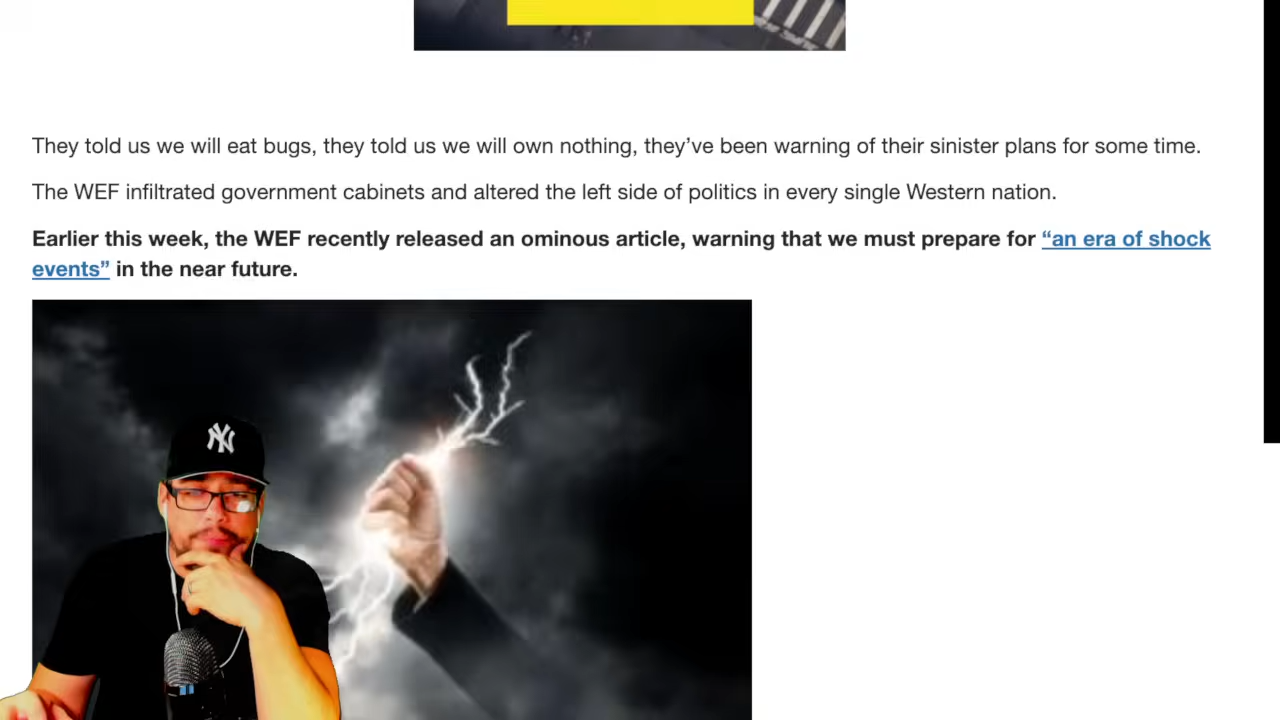 They told us we will eat bugs, they told us we will own nothing, they’ve been warning of their sinister plans for some time.
The WEF infiltrated government cabinets and altered the left side of politics in every single Western nation.
Earlier this week, the WEF recently released an ominous article, warning that we must prepare for “an era of shock
events” in the near future.
NY